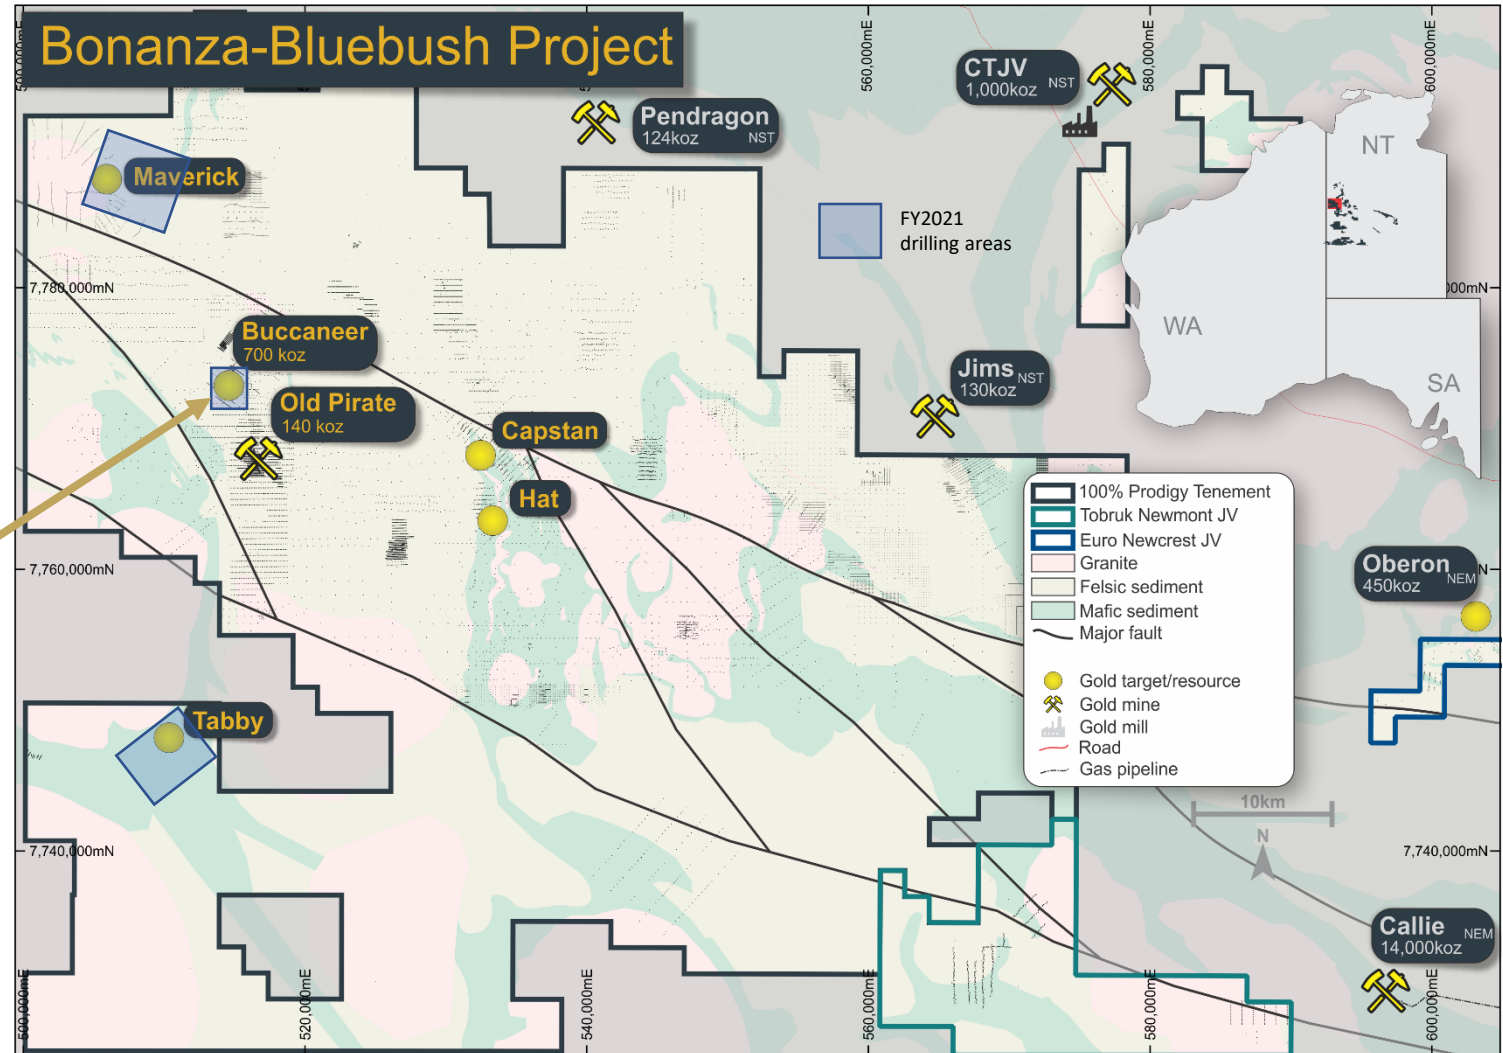 Bonanza-Bluebush Project
560,000mE
580,000mE
600,000mE
CTJV NST
1,000koz
Pendragon
124koz NST
NT
Maverick
FY2021
drilling areas
7,780,000mN
WA
Buccaneer
700 koz
Jims NST
130koz
SA
Old Pirate
140 koz
Capstan
Hat
100% Prodigy Tenement
Tobruk Newmont JV
Euro Newcrest JV
Granite
Felsic sediment
Mafic sediment
Major fault
Gold target/resource
Gold mine
Gold mill
Road
Gas pipeline
7,760,000mN
Oberon NEM
450koz
Tabby
10km
N
7,740,000mN
7,740,000mN
Callie NEM
14,000koz
500,000mE
520,000mE
540,000mE
560,000mE
580,000mE
600,000mE